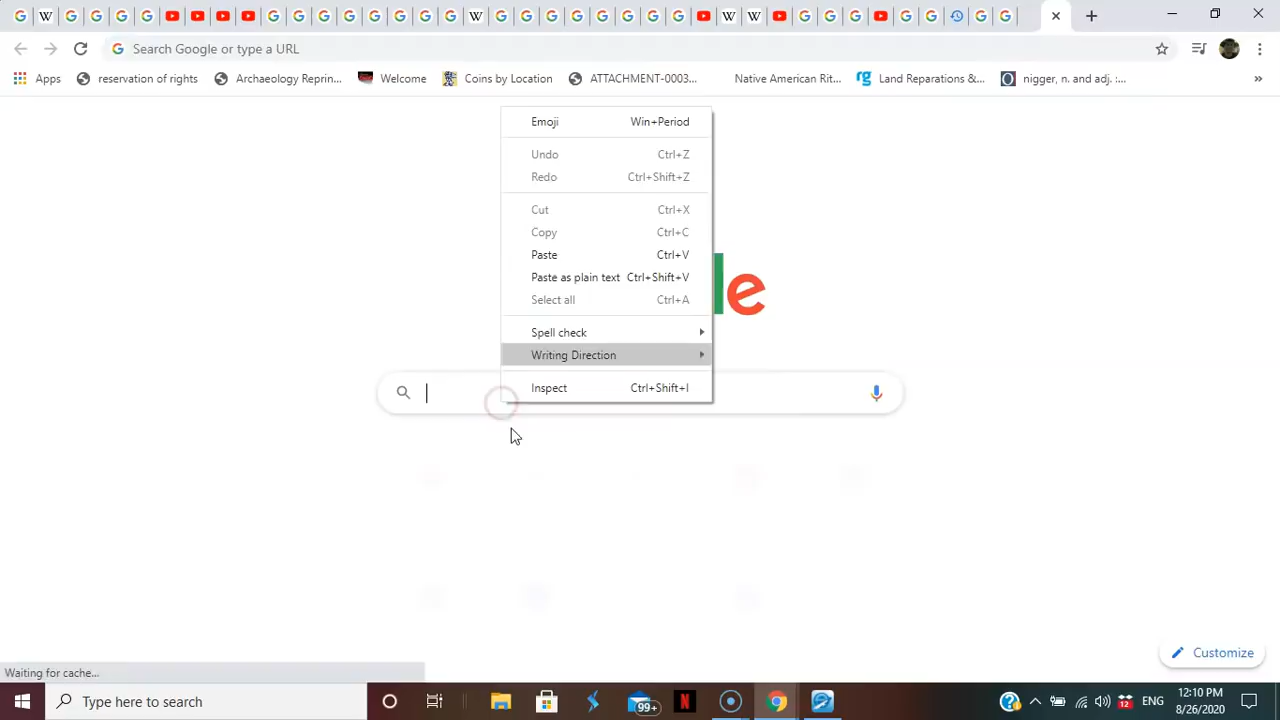 Search Google or type a URL
Apps reservation of rights Archaeology Reprin... Welcome Coins by Location ATTACHMENT-0003... Native American Rit... Land Reparations &... nigger, n. and adj. :... »
Emoji Win+Period
Undo Ctrl+Z
Redo Ctrl+Shift+Z
Cut Ctrl+X
Copy Ctrl+C
Paste Ctrl+V
Paste as plain text Ctrl+Shift+V
Select all Ctrl+A
le
Spell check
Writing Direction
Inspect Ctrl+Shift+I
Customize
Waiting for cache...
Type here to search 99+ N 12 ENG 12:10 PM
8/26/2020